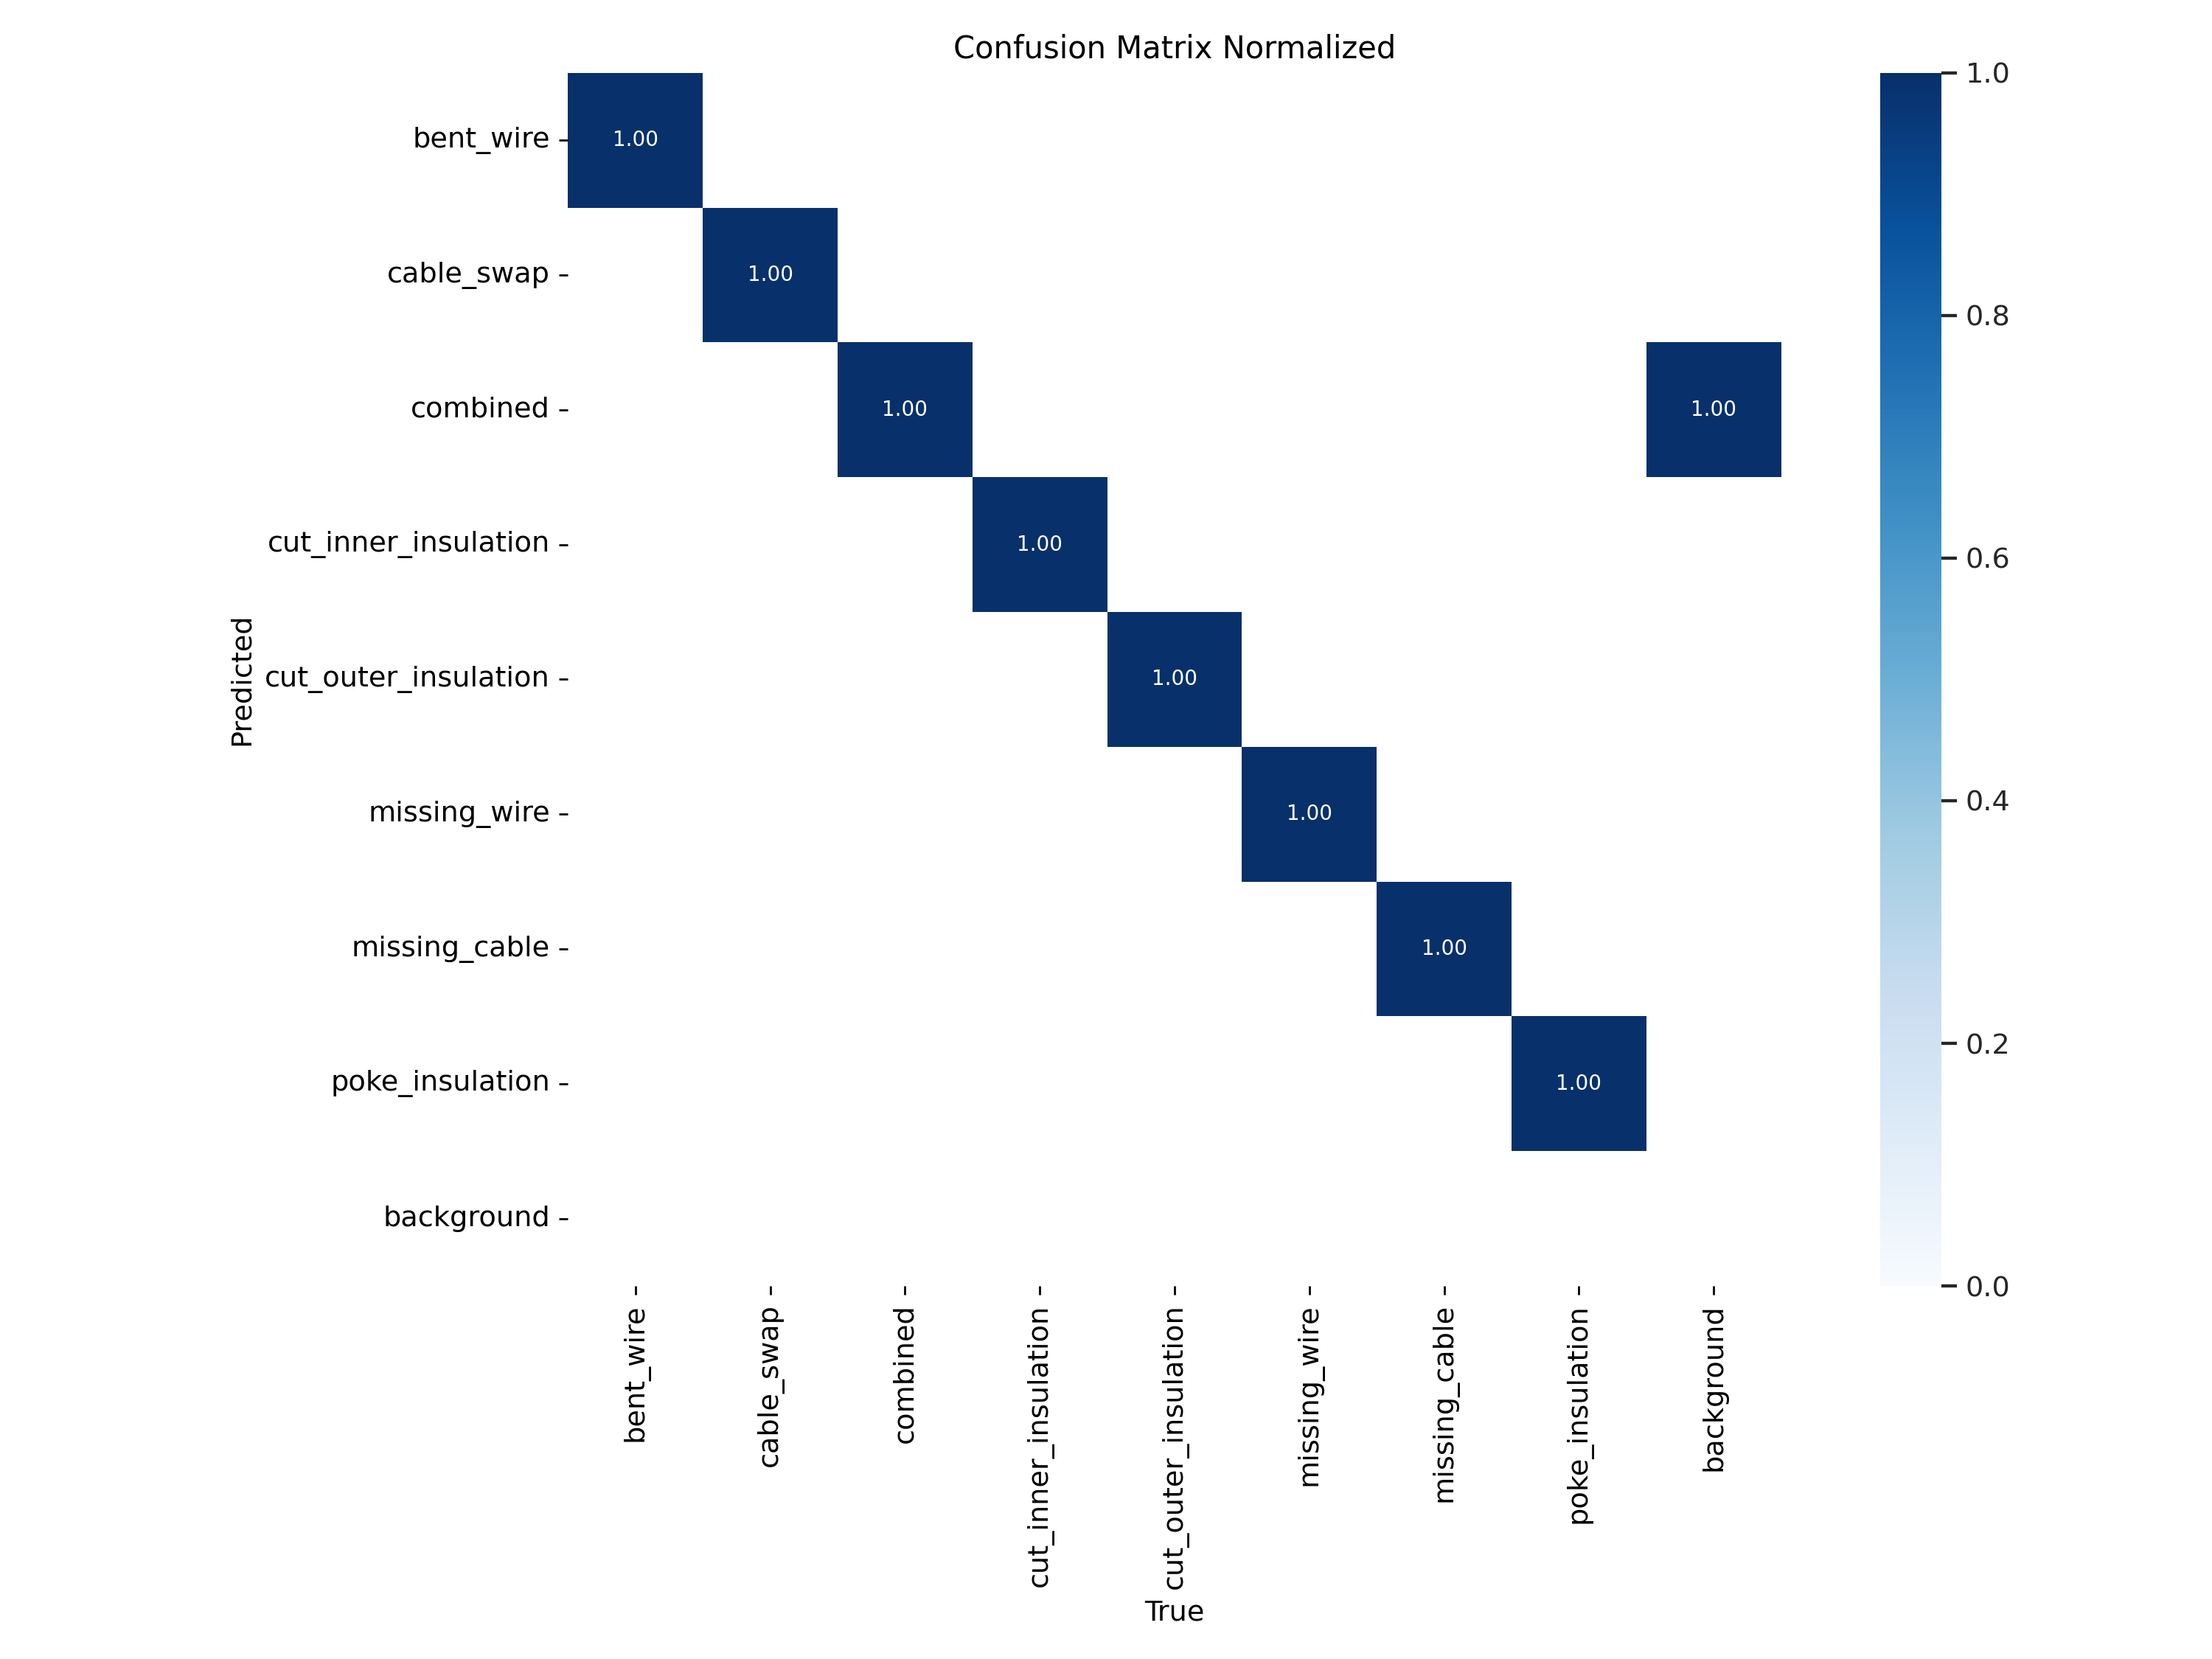 Confusion Matrix Normalized
bent_wire
cable_swap
combined
cut_inner_insulation
cut_outer_insulation
missing_wire
missing_cable
poke_insulation
background
Predicted
1.00
1.00
1.00 1.00
1.00
1.00
1.00
1.00
1.00
bent_wire
cable_swap
combined
cut_inner_insulation
cut_outer_insulation
missing_wire
missing_cable
poke_insulation
background
True
1.0
0.8
0.6
0.4
0.2
0.0